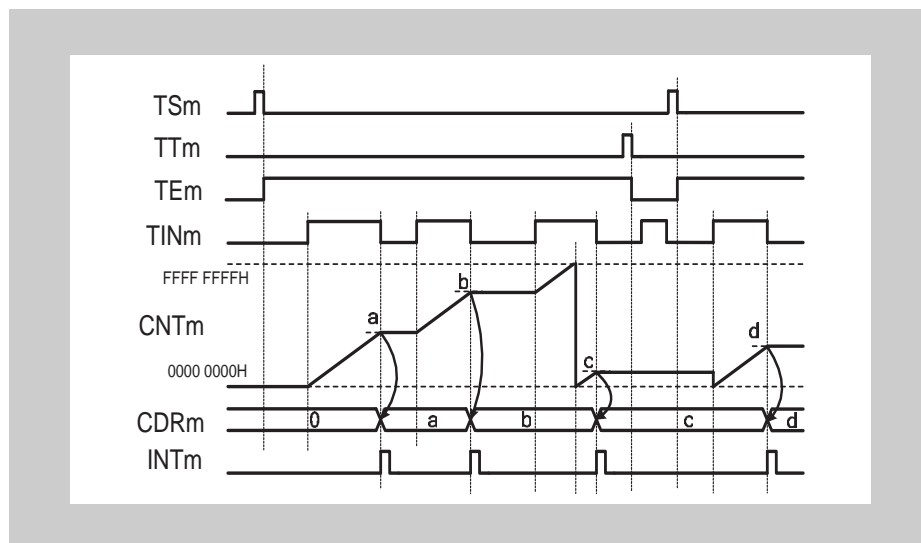 TSm
TTm
TEm
TINm
FFFF FFFFH
b
a
CNTm
d
c
0000 0000H
CDRm
0 a b c d
INTm